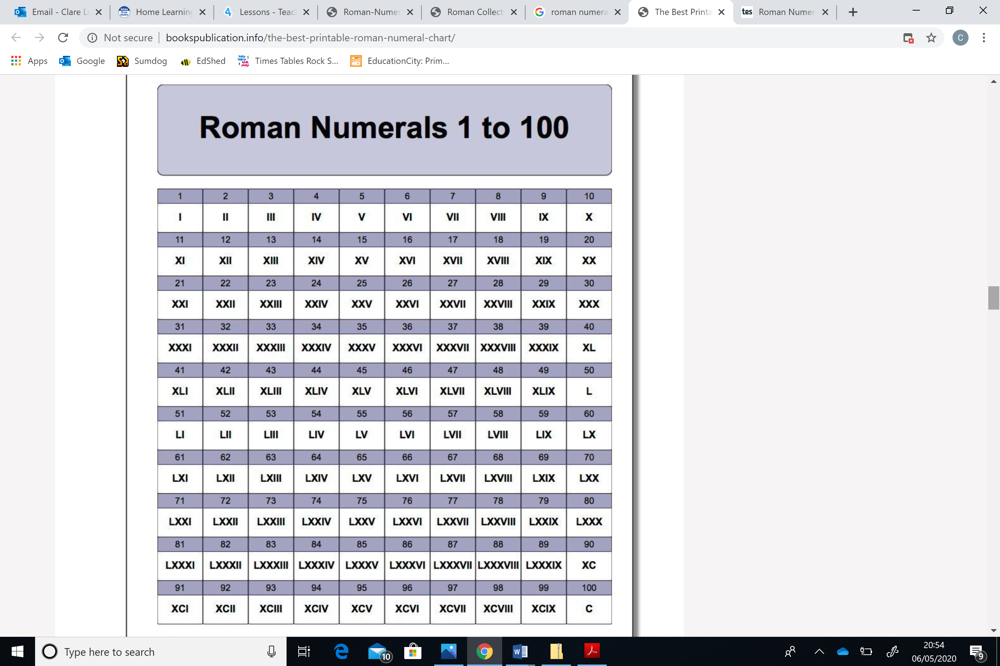 Email - Clare Le
Home Learning
Lessons - Teach
Roman-Numer
Roman Collect
roman numera
The Best Printa
tes Roman Numer
Not secure bookspublication.info/the-best-printable-roman-numeral-chart/
C
Apps Google Sumdog EdShed Times Tables Rock S... EducationCity: Prim...
Roman Numerals 1 to 100
1 2 3 4 5 6 7 8 9 10
I II III IV V VI VII VIII IX X
11 12 13 14 15 16 17 18 19 20
XI XII XIII XIV XV XVI XVII XVIII XIX XX
21 22 23 24 25 26 27 28 29 30
XXI XXII XXIII XXIV XXV XXVI XXVII XXVIII XXIX XXX
31 32 33 34 35 36 37 38 39 40
XXXI XXXII XXXIII XXXIV XXXV XXXVI XXXVII XXXVIII XXXIX XL
41 42 43 44 45 46 47 48 49 50
XLI XLII XLIII XLIV XLV XLVI XLVII XLVIII XLIX L
51 52 53 54 55 56 57 58 59 60
LI LII LIII LIV LV LVI LVII LVIII LIX LX
61 62 63 64 65 66 67 68 69 70
LXI LXII LXIII LXIV LXV LXVI LXVII LXVIII LXIX LXX
71 72 73 74 75 76 77 78 79 80
LXXI LXXII LXXIII LXXIV LXXV LXXVI LXXVII LXXVIII LXXIX LXXX
81 82 83 84 85 86 87 88 89 90
LXXXI LXXXII LXXXIII LXXXIV LXXXV LXXXVI LXXXVII LXXXVIII LXXXIX XC
91 92 93 94 95 96 97 98 99 100
XCI XCII XCIII XCIV XCV XCVI XCVII XCVIII XCIX C
Type here to search
10
20:54
06/05/2020
9